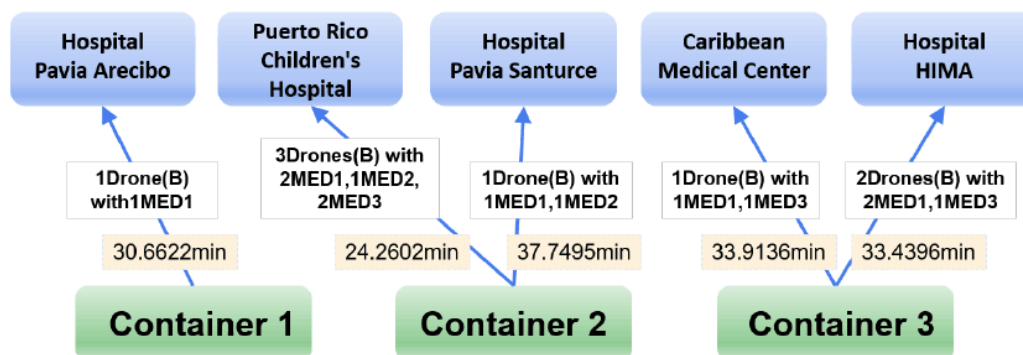 Hospital
Pavia Arecibo
Puerto Rico
Children's
Hospital
Hospital
Pavia Santurce
Caribbean
Medical Center
Hospital
HIMA
1Drone(B)
with1MED1
3Drones(B) with
2MED1,1MED2,
2MED3
1Drone(B) with
1MED1,1MED2
1Drone(B) with
1MED1,1MED3
2Drones(B) with
2MED1,1MED3
30.6622min
24.2602min
37.7495min
33.9136min
33.4396min
Container 1
Container 2
Container 3